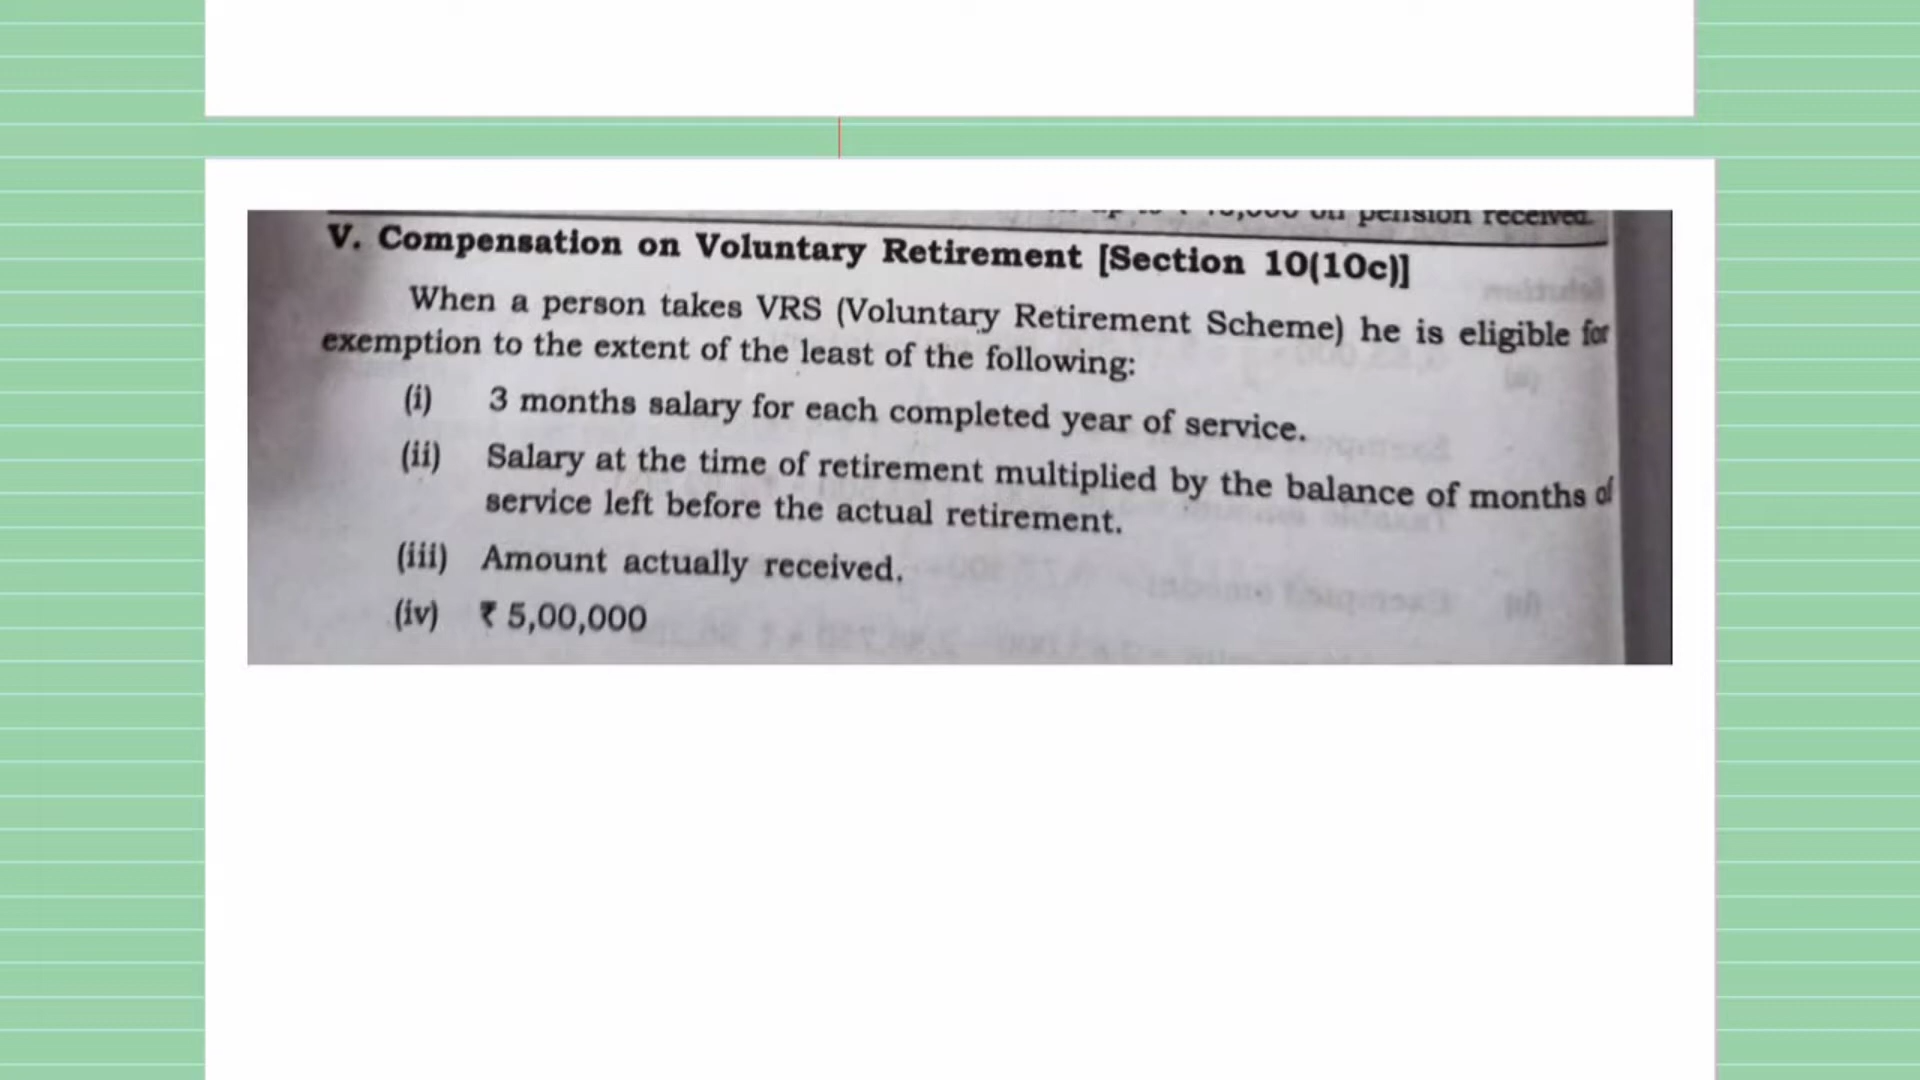 pension received.
V. Compensation on Voluntary Retirement [Section 10(10c)]
When a person takes VRS (Voluntary Retirement Scheme) he is eligible for
exemption to the extent of the least of the following:
(i) 3 months salary for each completed year of service.
(ii) Salary at the time of retirement multiplied by the balance of months of
service left before the actual retirement.
(iii) Amount actually received.
(iv) ₹ 5,00,000